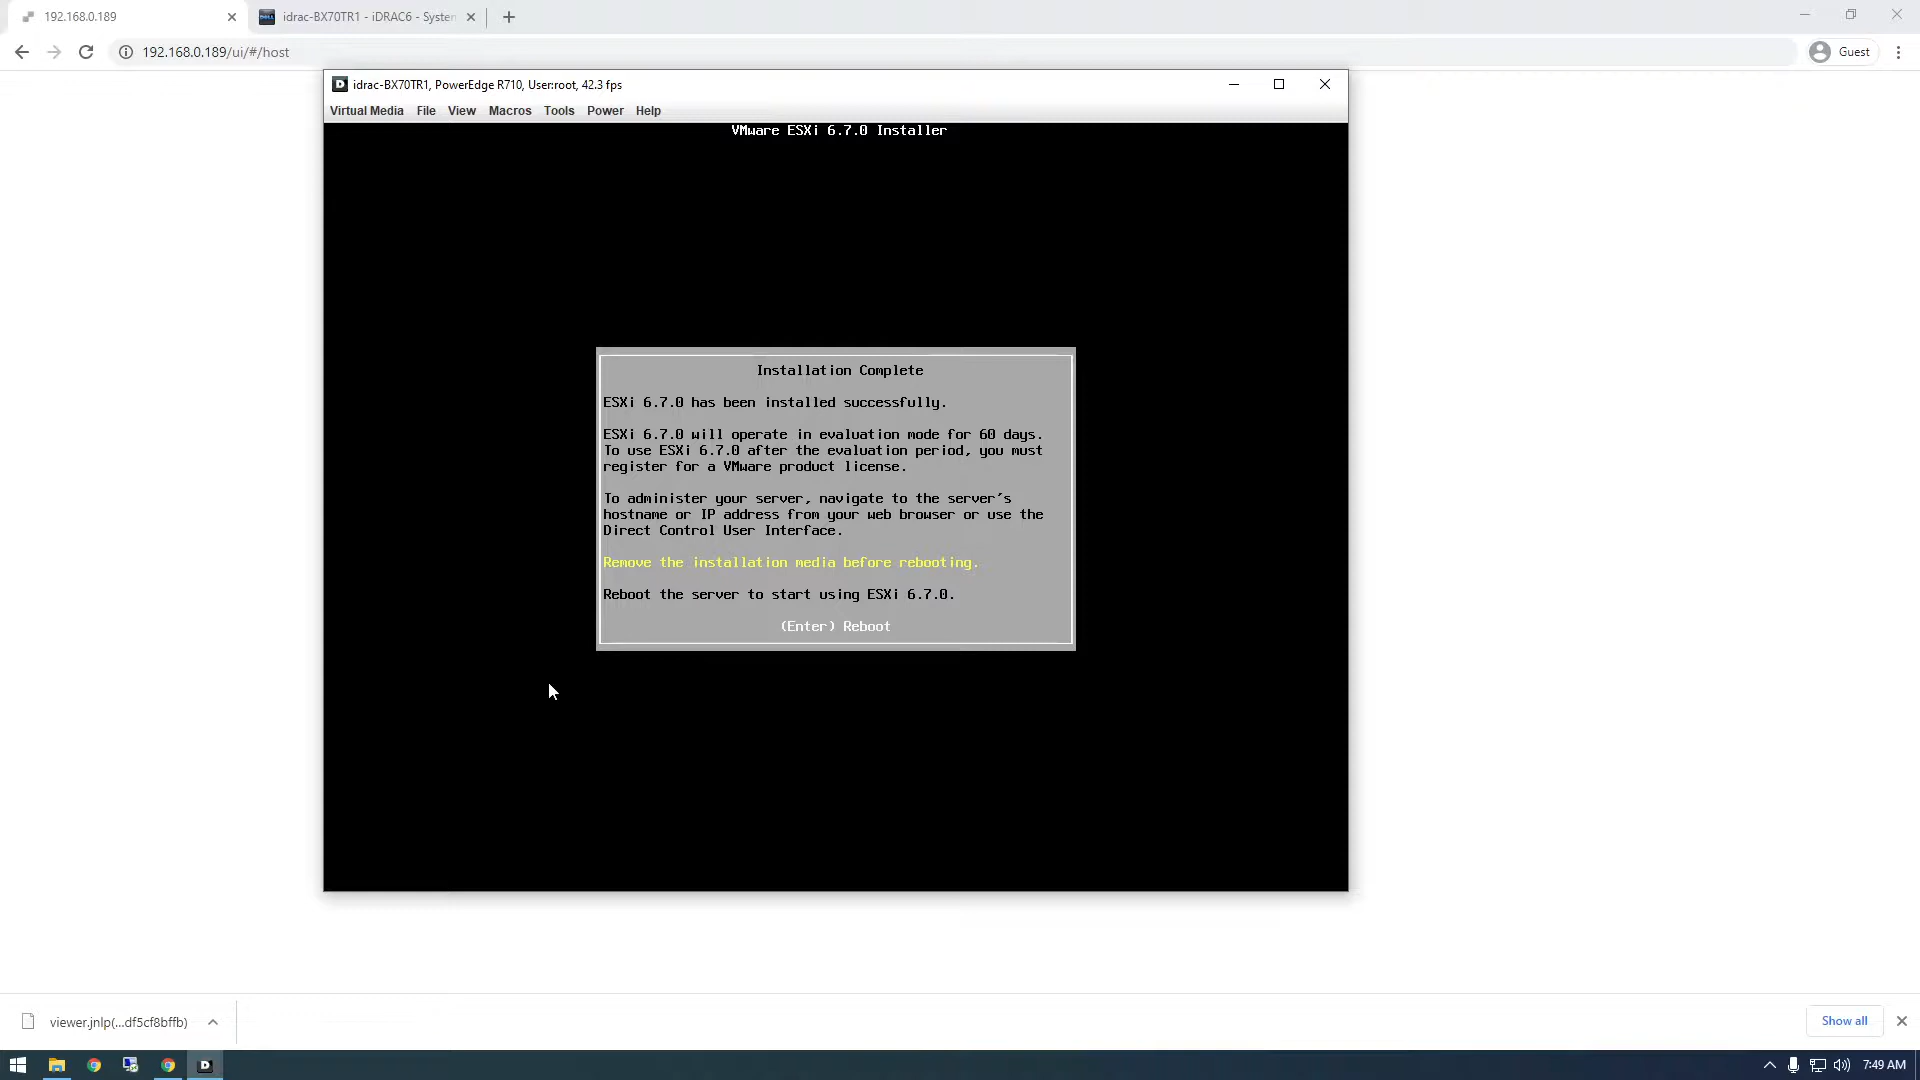 192.168.0.189
idrac-BX70TR1 - iDRAC6 - System
192.168.0.189/ui/#/host
Guest
idrac-BX70TR1, PowerEdge R710, User:root, 42.3 fps
Virtual Media File View Macros Tools Power Help
VMware ESXi 6.7.0 Installer
Installation Complete
ESXi 6.7.0 has been installed successfully.
ESXi 6.7.0 will operate in evaluation mode for 60 days.
To use ESXi 6.7.0 after the evaluation period, you must
register for a VMware product license.
To administer your server, navigate to the server's
hostname or IP address from your web browser or use the
Direct Control User Interface.
Remove the installation media before rebooting.
Reboot the server to start using ESXi 6.7.0.
(Enter) Reboot
viewer.jnlp(...df5cf8bffb)
Show all
7:49 AM